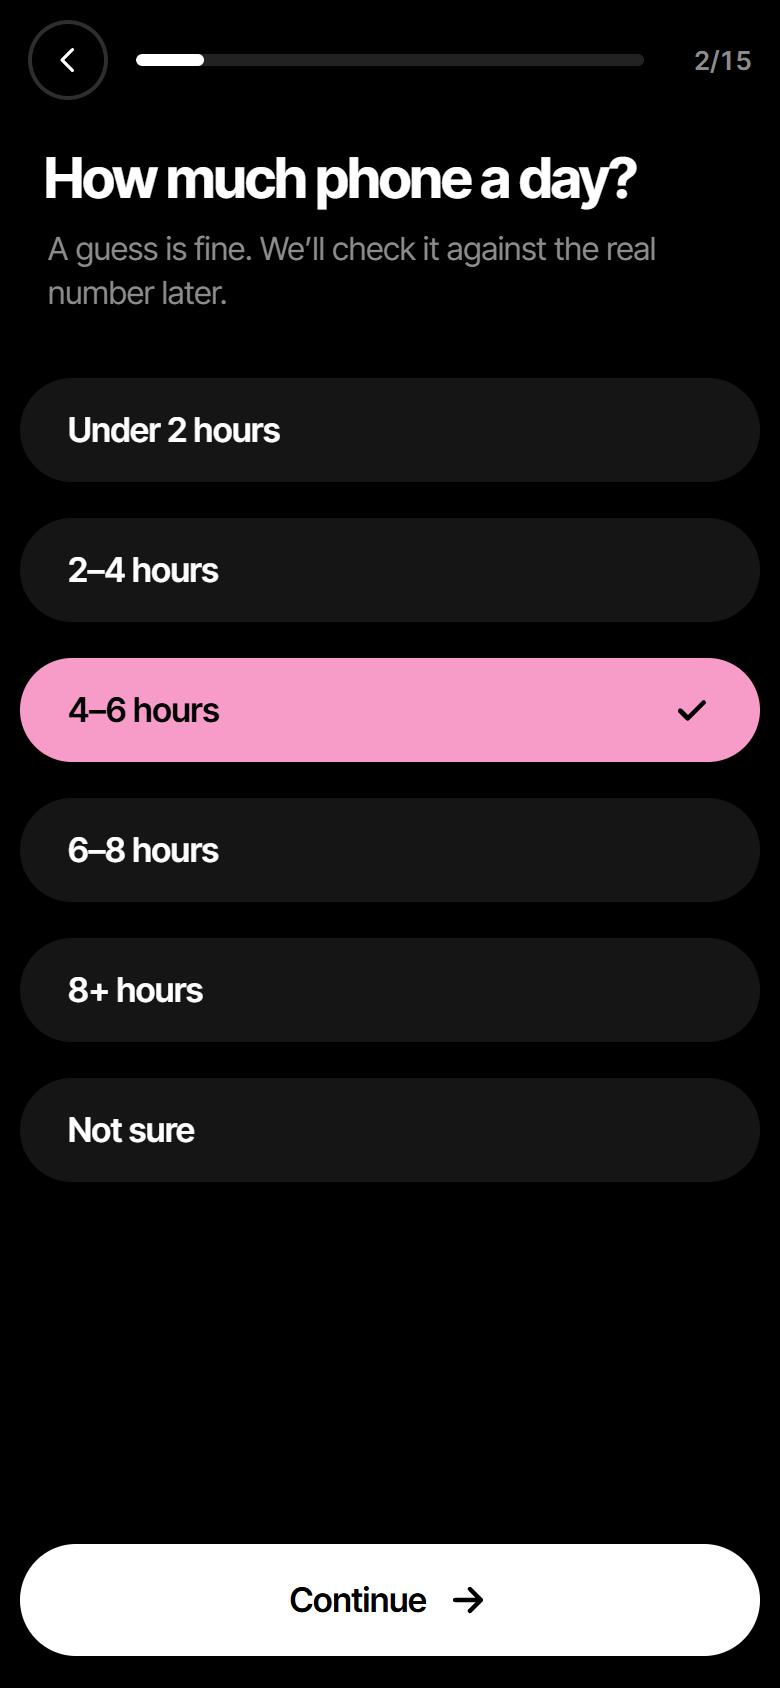 2/15
How much phone a day?
A guess is fine. We’ll check it against the real
number later.
Under 2 hours
2–4 hours
4–6 hours
6–8 hours
8+ hours
Not sure
Continue